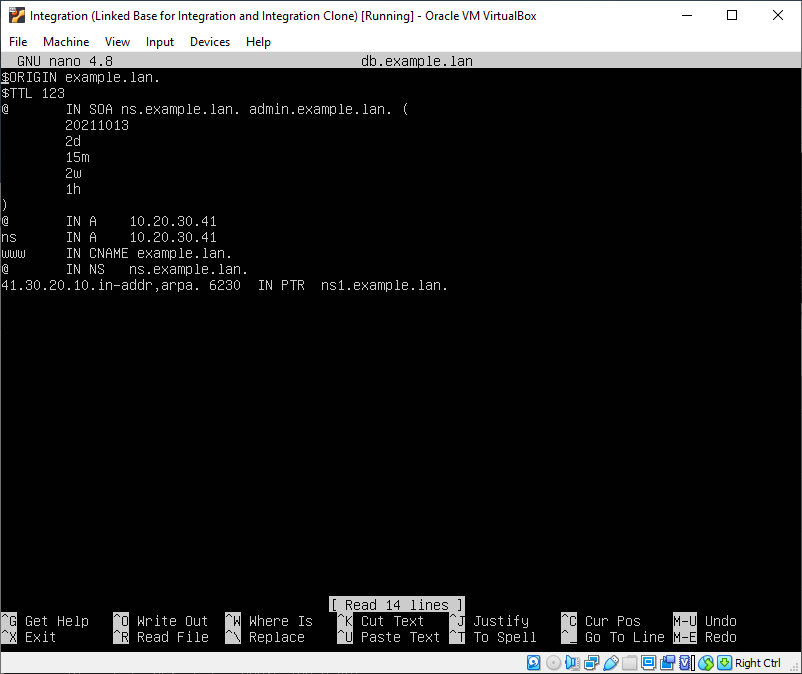 Integration (Linked Base for Integration and Integration Clone) [Running] - Oracle VM VirtualBox
File Machine View Input Devices Help
GNU nano 4.8 db.example.lan
$ORIGIN example.lan.
$TTL 123
@ IN SOA ns.example.lan. admin.example.lan. (
20211013
2d
15m
2w
1h
)
@ IN A 10.20.30.41
ns IN A 10.20.30.41
www IN CNAME example.lan.
@ IN NS ns.example.lan.
41.30.20.10.in-addr,arpa. 6230 IN PTR ns1.example.lan.
[ Read 14 lines ]
^G Get Help ^O Write Out ^W Where Is ^K Cut Text ^J Justify ^C Cur Pos M-U Undo
^X Exit ^R Read File ^\ Replace ^U Paste Text ^T To Spell ^_ Go To Line M-E Redo
Right Ctrl